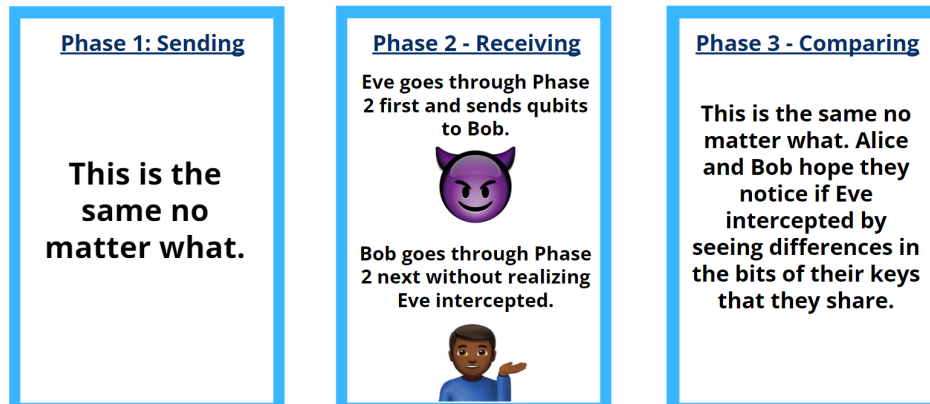 Phase 1: Sending
This is the
same no
matter what.
Phase 2 - Receiving
Eve goes through Phase
2 first and sends qubits
to Bob.
Bob goes through Phase
2 next without realizing
Eve intercepted.
Phase 3 - Comparing
This is the same no
matter what. Alice
and Bob hope they
notice if Eve
intercepted by
seeing differences in
the bits of their keys
that they share.